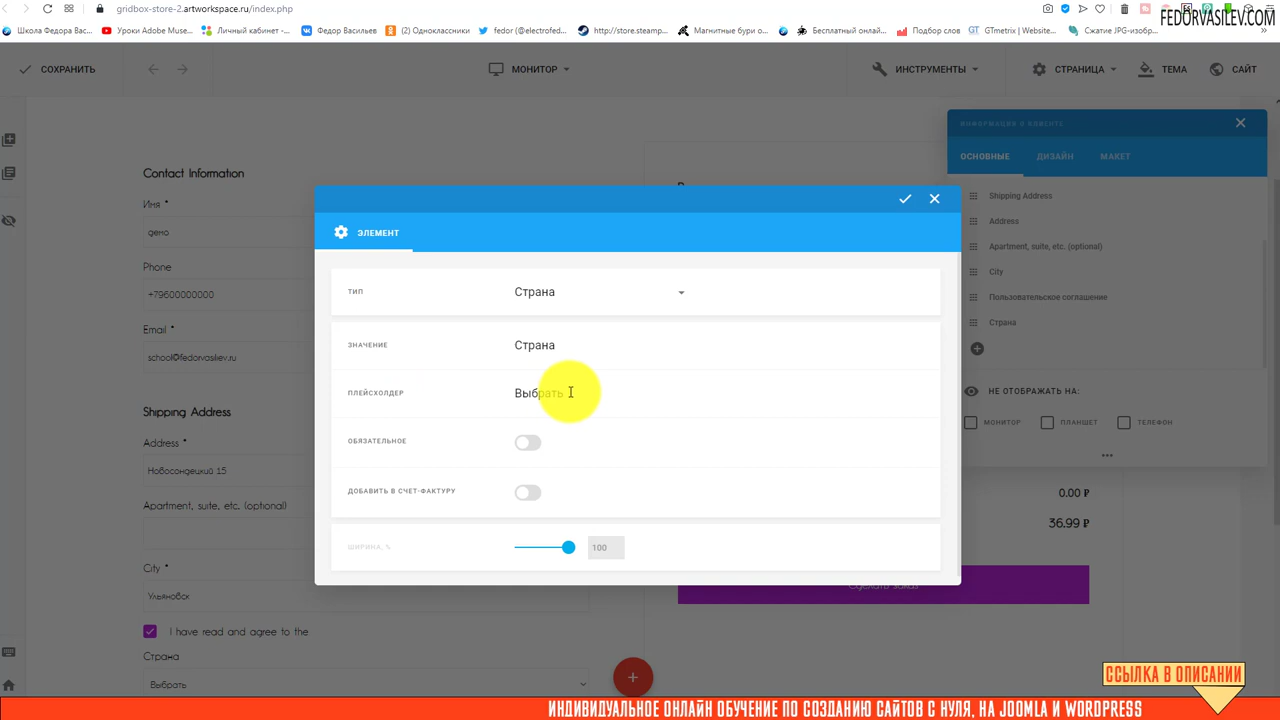 gridbox-store-2.artworkspace.ru/index.php
FEDORVASILEV.COM
Школа Федора Вас...
Уроки Adobe Muse...
Личный кабинет -...
Федор Васильев
(2) Одноклассники
fedor (@electrofed...
http://store.steamp...
Магнитные бури о...
Бесплатный онлай...
Подбор слов
GTmetrix | Website...
Сжатие JPG-изобр...
СОХРАНИТЬ
МОНИТОР
ИНСТРУМЕНТЫ
СТРАНИЦА
ТЕМА
САЙТ
Contact Information
Имя *
демо
Phone
+79600000000
Email *
school@fedorvasilev.ru
Shipping Address
Address *
Новосондецкий 15
Apartment, suite, etc. (optional)
City *
Ульяновск
I have read and agree to the
Страна
Выбрать
ЭЛЕМЕНТ
ТИП
Страна
ЗНАЧЕНИЕ
Страна
ПЛЕЙСХОЛДЕР
Выбрать
ОБЯЗАТЕЛЬНОЕ
ДОБАВИТЬ В СЧЕТ-ФАКТУРУ
ШИРИНА, %
100
ИНФОРМАЦИЯ О КЛИЕНТЕ
ОСНОВНЫЕ
ДИЗАЙН
МАКЕТ
Shipping Address
Address
Apartment, suite, etc. (optional)
City
Пользовательское соглашение
Страна
НЕ ОТОБРАЖАТЬ НА:
МОНИТОР
ПЛАНШЕТ
ТЕЛЕФОН
0.00 ₽
36.99 ₽
Сделать заказ
ССЫЛКА В ОПИСАНИИ
ИНДИВИДУАЛЬНОЕ ОНЛАЙН ОБУЧЕНИЕ ПО СОЗДАНИЮ САЙТОВ С НУЛЯ, НА JOOMLA И WORDPRESS